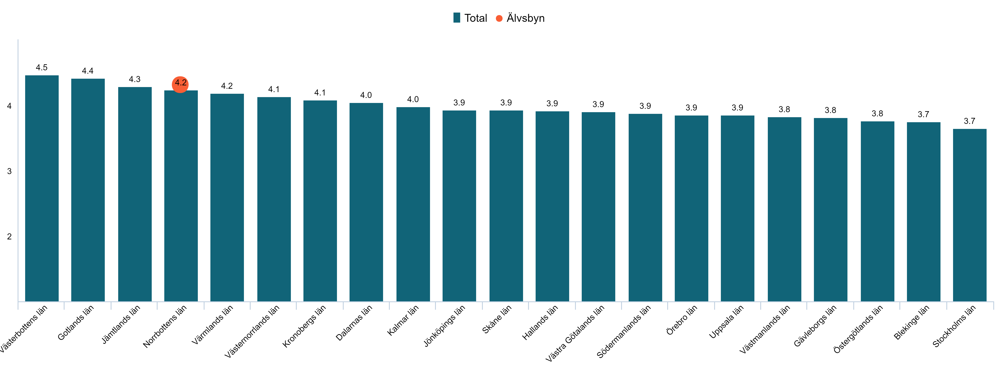 Total Älvsbyn
4.5 4.4 4.3 4.2 4.2 4.1 4.1 4.0 4.0 3.9 3.9 3.9 3.9 3.9 3.9 3.9 3.8 3.8 3.8 3.7 3.7
4
3
2
Västerbottens län
Gotlands län
Jämtlands län
Norrbottens län
Värmlands län
Västernorrlands län
Kronobergs län
Dalarnas län
Kalmar län
Jönköpings län
Skåne län
Hallands län
Västra Götalands län
Södermanlands län
Örebro län
Uppsala län
Västmanlands län
Gävleborgs län
Östergötlands län
Blekinge län
Stockholms län